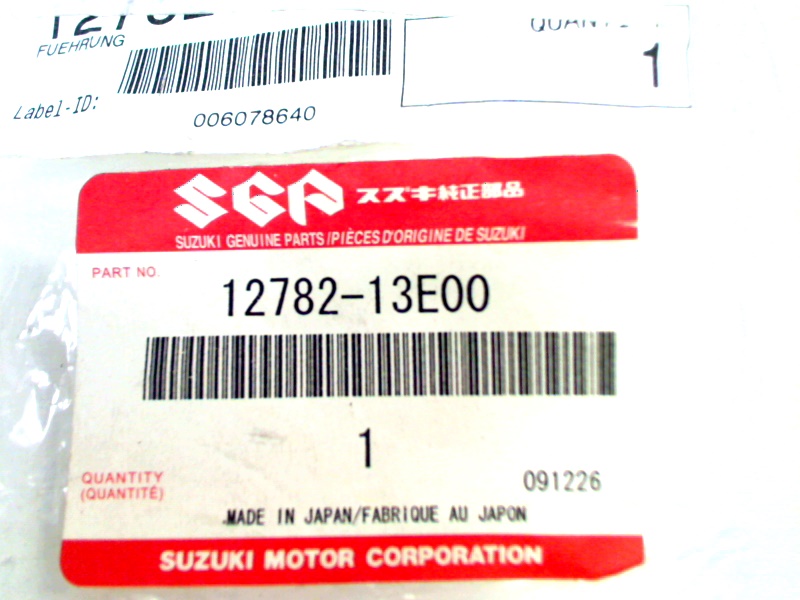 FUEHRUNG
1
Label-ID:
006078640
SGP スズキ純正部品
SUZUKI GENUINE PARTS/PIÈCES D'ORIGINE DE SUZUKI
PART NO.
12782-13E00
1
QUANTITY
(QUANTITÉ)
091226
MADE IN JAPAN/FABRIQUE AU JAPON
SUZUKI MOTOR CORPORATION